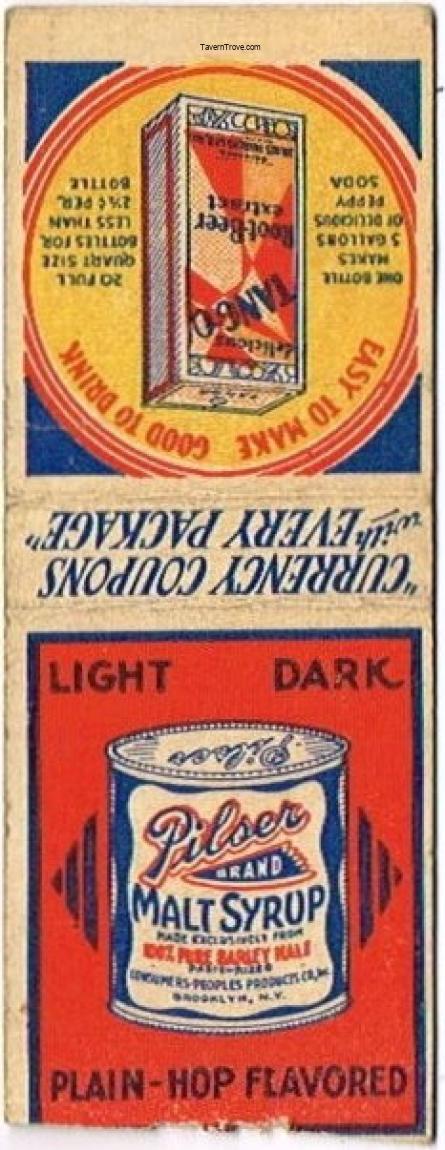 TavernTrove.com
EASY TO MAKE GOOD TO DRINK
ONE BOTTLE
MAKES
5 GALLONS
OF DELICIOUS
PEPPY
SODA
delicious
TANGO
Root-Beer
extract
20 FULL
QUART SIZE
BOTTLES FOR
LESS THAN
2½¢ PER.
BOTTLE
"CURRENCY COUPONS
with EVERY PACKAGE"
LIGHT DARK
Pilser
Pilser
BRAND
MALT SYRUP
MADE EXCLUSIVELY FROM
100% PURE BARLEY MALT
CONSUMERS-PEOPLES PRODUCTS CO., Inc.
BROOKLYN, N.Y.
PLAIN-HOP FLAVORED